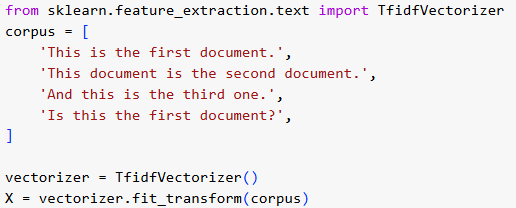 from sklearn.feature_extraction.text import TfidfVectorizer
corpus = [
    'This is the first document.',
    'This document is the second document.',
    'And this is the third one.',
    'Is this the first document?',
]

vectorizer = TfidfVectorizer()
X = vectorizer.fit_transform(corpus)